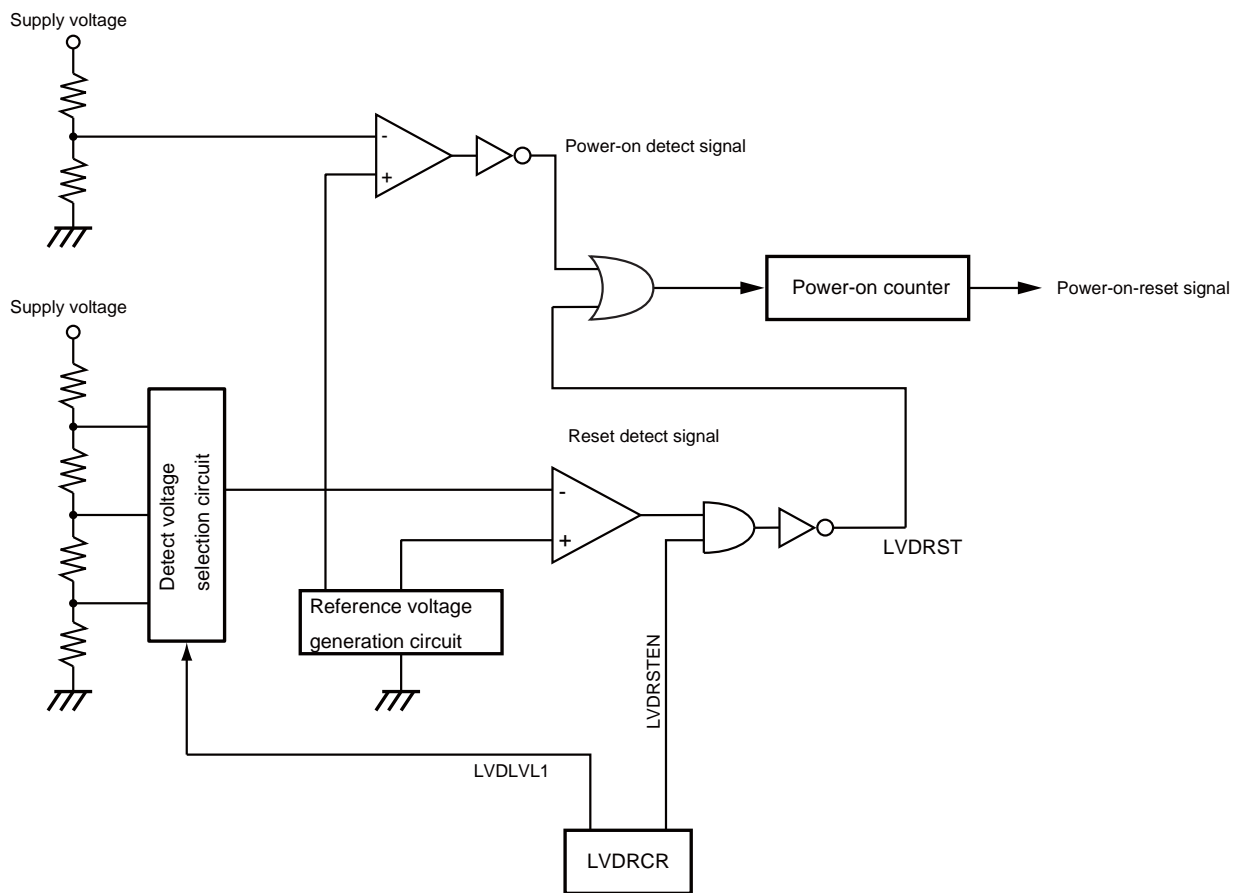 Supply voltage
-
+
Power-on detect signal
Power-on counter
Power-on-reset signal
Supply voltage
Detect voltage
selection circuit
Reset detect signal
-
+
LVDRST
Reference voltage
generation circuit
LVDRSTEN
LVDLVL1
LVDRCR